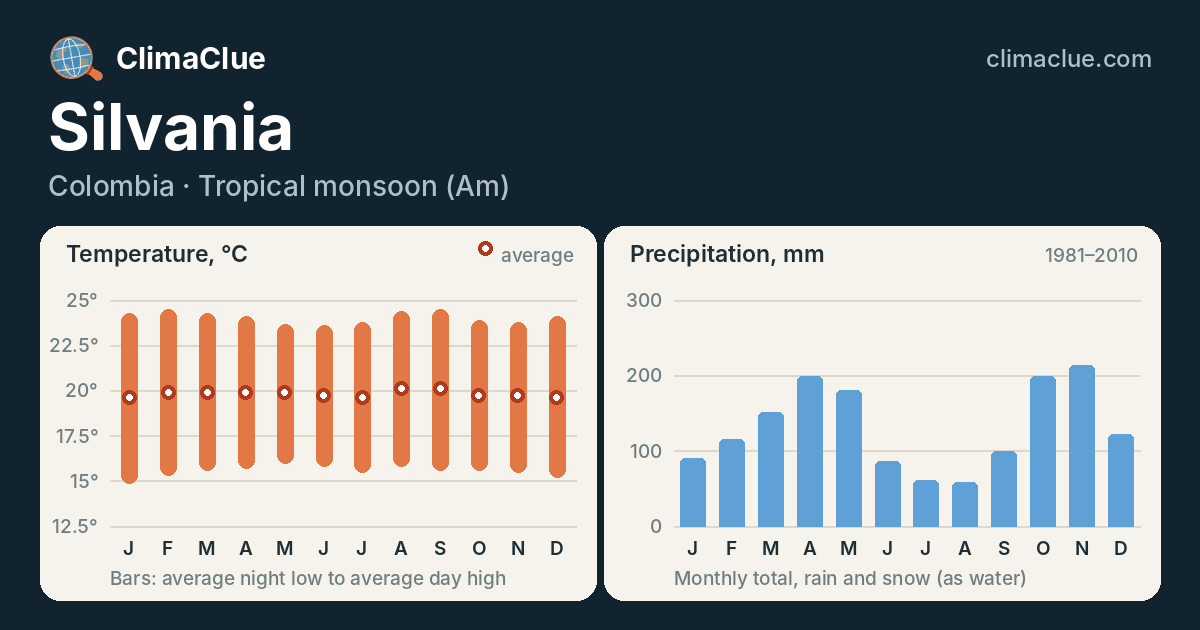 ClimaClue
climaclue.com
Silvania
Colombia · Tropical monsoon (Am)
Temperature, °C
average
25°
22.5°
20°
17.5°
15°
12.5°
J F M A M J J A S O N D
Bars: average night low to average day high
Precipitation, mm
1981–2010
300
200
100
0
J F M A M J J A S O N D
Monthly total, rain and snow (as water)